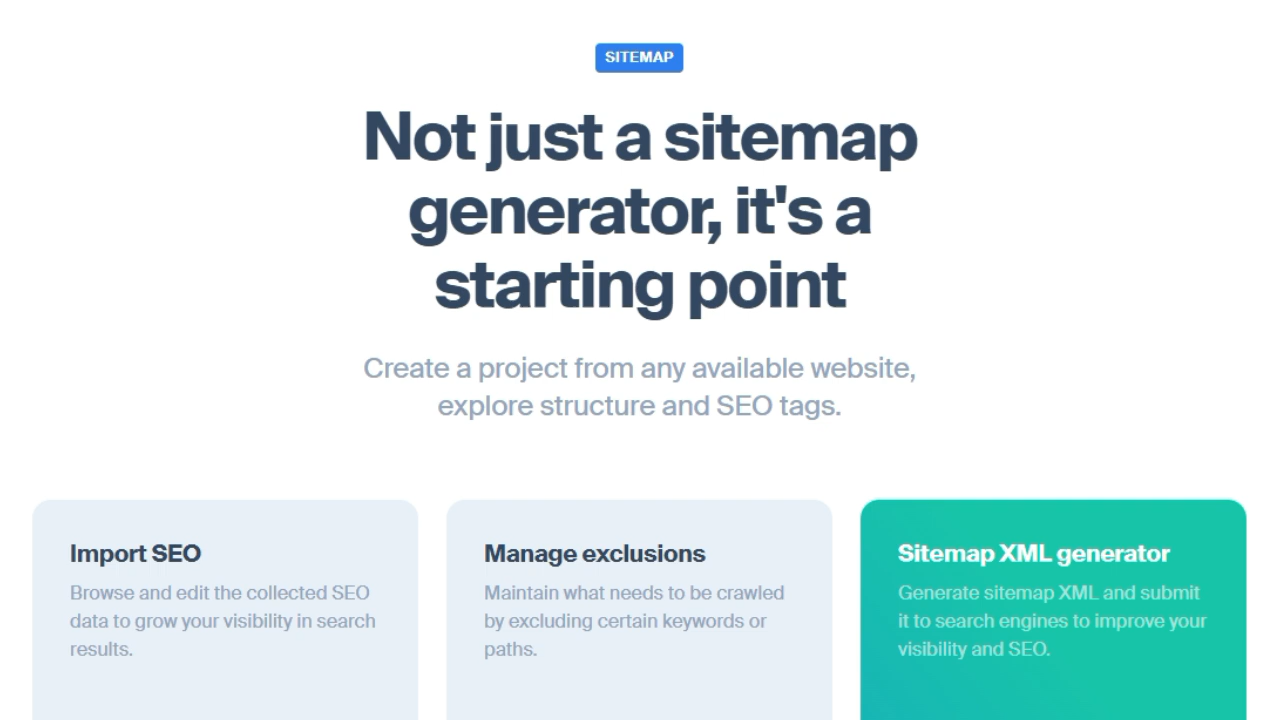 SITEMAP
Not just a sitemap
generator, it's a
starting point
Create a project from any available website,
explore structure and SEO tags.
Import SEO
Browse and edit the collected SEO
data to grow your visibility in search
results.
Manage exclusions
Maintain what needs to be crawled
by excluding certain keywords or
paths.
Sitemap XML generator
Generate sitemap XML and submit
it to search engines to improve your
visibility and SEO.